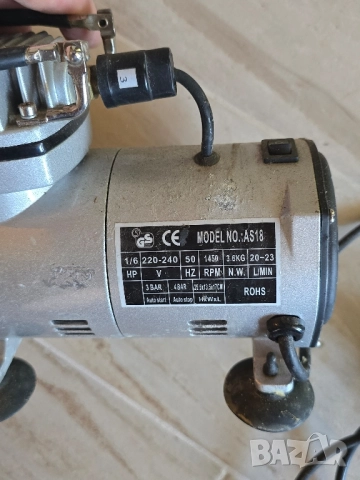 3
GS CE MODEL NO.:AS18
1/6 220-240 50 1450 3.6KG 20~23
HP V HZ RPM N.W. L/MIN
3 BAR 4 BAR ROHS
Auto start Auto stop
BAZAR